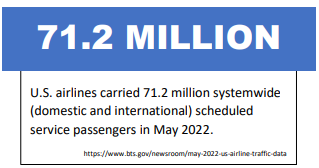 71.2 MILLION
U.S. airlines carried 71.2 million systemwide
(domestic and international) scheduled
service passengers in May 2022.
https://www.bts.gov/newsroom/may-2022-us-airline-traffic-data